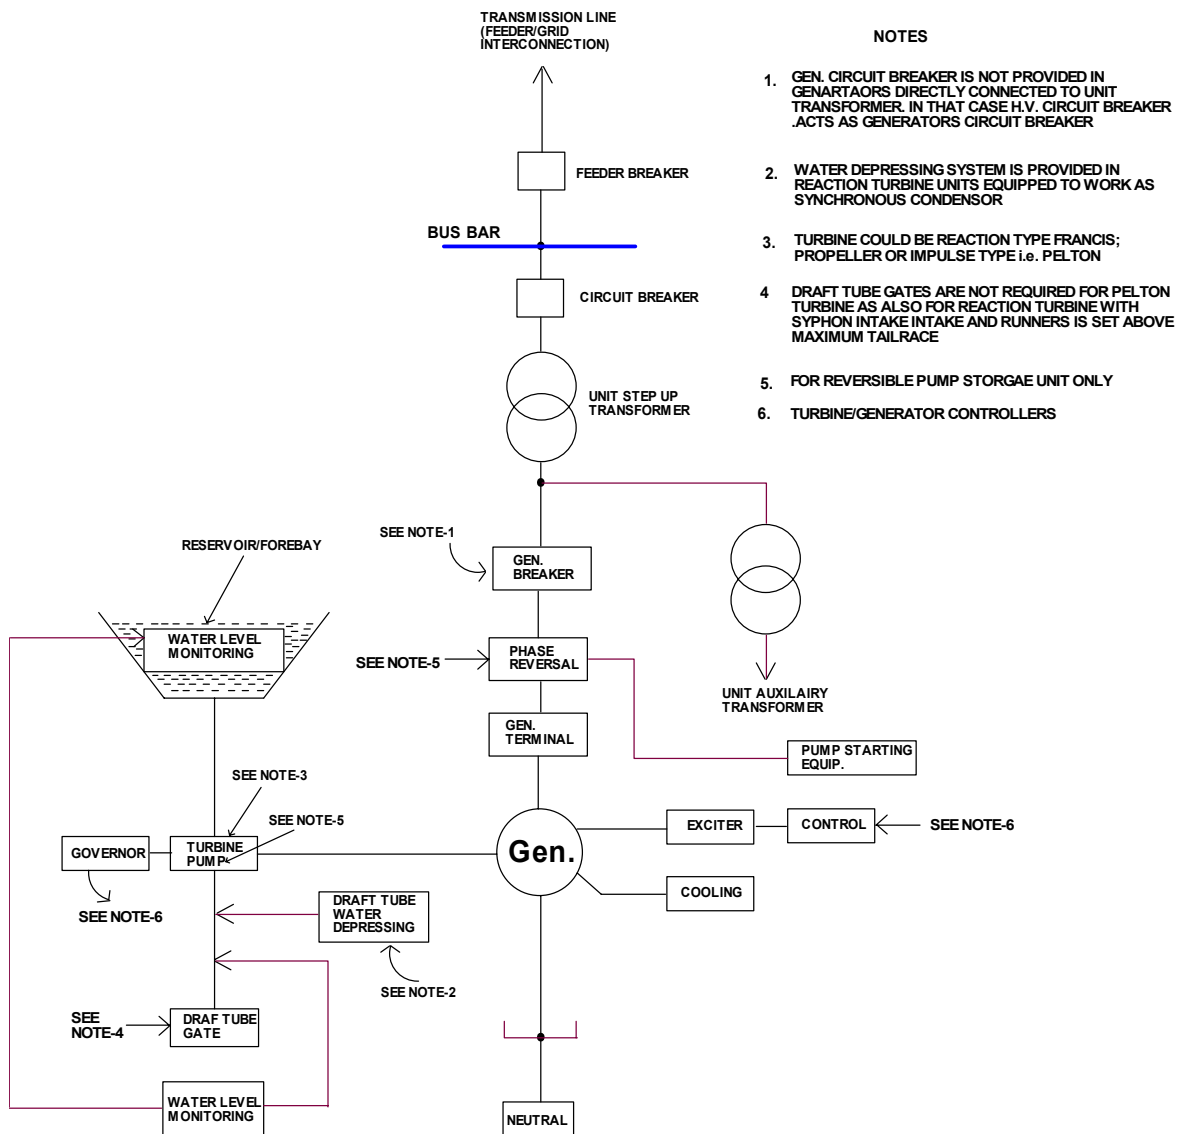 TRANSMISSION LINE
(FEEDER/GRID
INTERCONNECTION)
NOTES
1. GEN. CIRCUIT BREAKER IS NOT PROVIDED IN
GENARTAORS DIRECTLY CONNECTED TO UNIT
TRANSFORMER. IN THAT CASE H.V. CIRCUIT BREAKER
.ACTS AS GENERATORS CIRCUIT BREAKER
2. WATER DEPRESSING SYSTEM IS PROVIDED IN
REACTION TURBINE UNITS EQUIPPED TO WORK AS
SYNCHRONOUS CONDENSOR
3. TURBINE COULD BE REACTION TYPE FRANCIS;
PROPELLER OR IMPULSE TYPE i.e. PELTON
4 DRAFT TUBE GATES ARE NOT REQUIRED FOR PELTON
TURBINE AS ALSO FOR REACTION TURBINE WITH
SYPHON INTAKE INTAKE AND RUNNERS IS SET ABOVE
MAXIMUM TAILRACE
5. FOR REVERSIBLE PUMP STORGAE UNIT ONLY
6. TURBINE/GENERATOR CONTROLLERS
FEEDER BREAKER
BUS BAR
CIRCUIT BREAKER
UNIT STEP UP
TRANSFORMER
SEE NOTE-1
GEN.
BREAKER
RESERVOIR/FOREBAY
WATER LEVEL
MONITORING
SEE NOTE-5
PHASE
REVERSAL
UNIT AUXILAIRY
TRANSFORMER
GEN.
TERMINAL
PUMP STARTING
EQUIP.
SEE NOTE-3
SEE NOTE-5
GOVERNOR
TURBINE
PUMP
Gen.
EXCITER
CONTROL
SEE NOTE-6
COOLING
SEE NOTE-6
DRAFT TUBE
WATER
DEPRESSING
SEE NOTE-2
SEE
NOTE-4
DRAF TUBE
GATE
WATER LEVEL
MONITORING
NEUTRAL